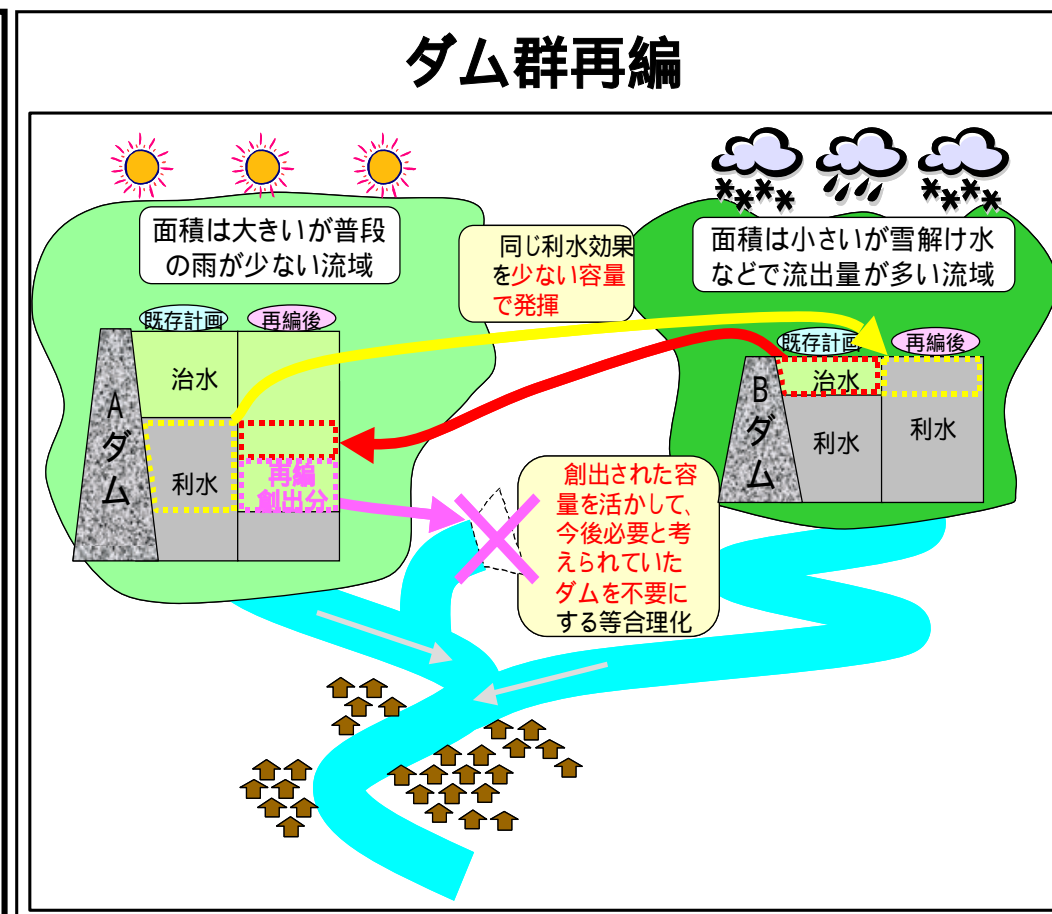 ダム群再編
面積は大きいが普段
の雨が少ない流域
同じ利水効果
を少ない容量
で発揮
面積は小さいが雪解け水
などで流出量が多い流域
既存計画
再編後
治水
利水
再編
創出分
Aダム
既存計画
再編後
治水
利水
利水
Bダム
創出された容
量を活かして、
今後必要と考
えられていた
ダムを不要に
する等合理化